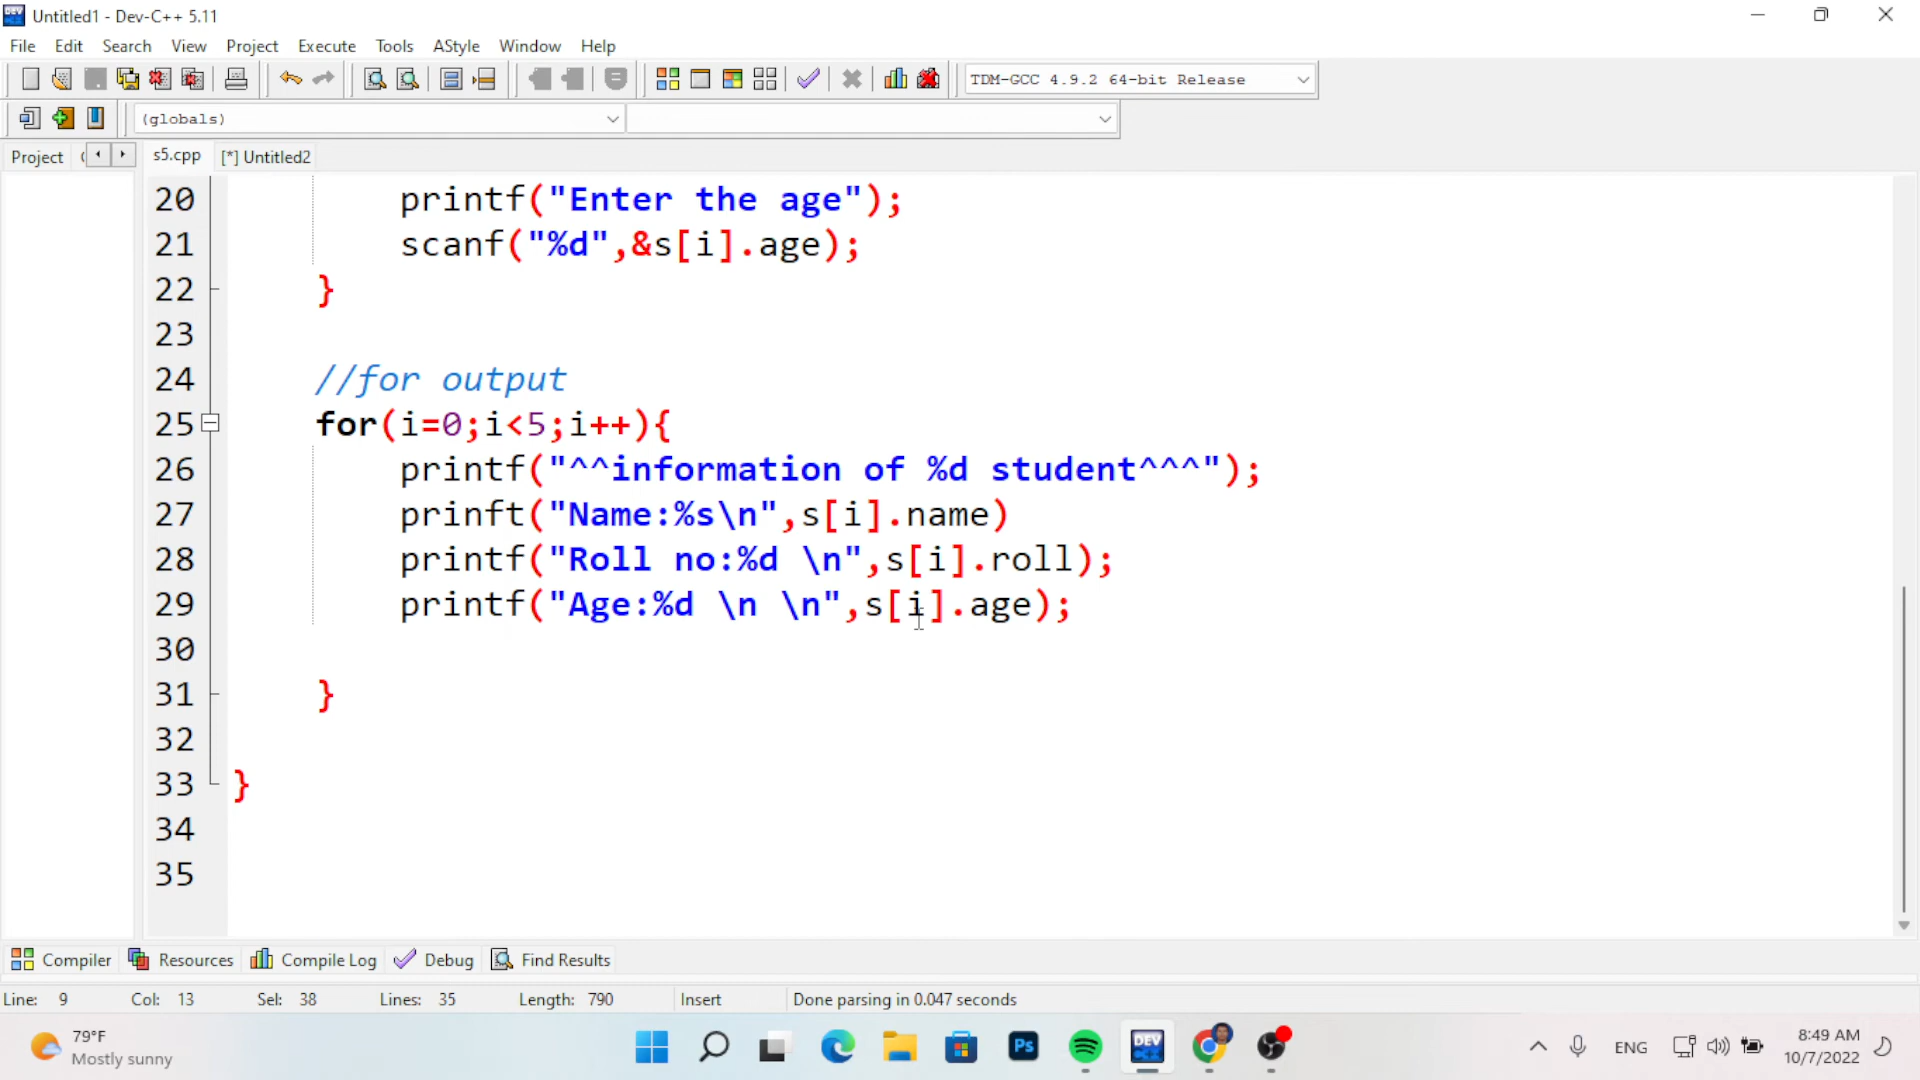 Untitled1 - Dev-C++ 5.11
File Edit Search View Project Execute Tools AStyle Window Help
TDM-GCC 4.9.2 64-bit Release
(globals)
Project s5.cpp [*] Untitled2
20 printf("Enter the age");
21 scanf("%d",&s[i].age);
22 }
23
24 //for output
25 for(i=0;i<5;i++){
26 printf("^^information of %d student^^^");
27 prinft("Name:%s\n",s[i].name)
28 printf("Roll no:%d \n",s[i].roll);
29 printf("Age:%d \n \n",s[i].age);
30
31 }
32
33 }
34
35
Compiler Resources Compile Log Debug Find Results
Line: 9 Col: 13 Sel: 38 Lines: 35 Length: 790 Insert Done parsing in 0.047 seconds
79°F
Mostly sunny
Ps
DEV
ENG
8:49 AM
10/7/2022